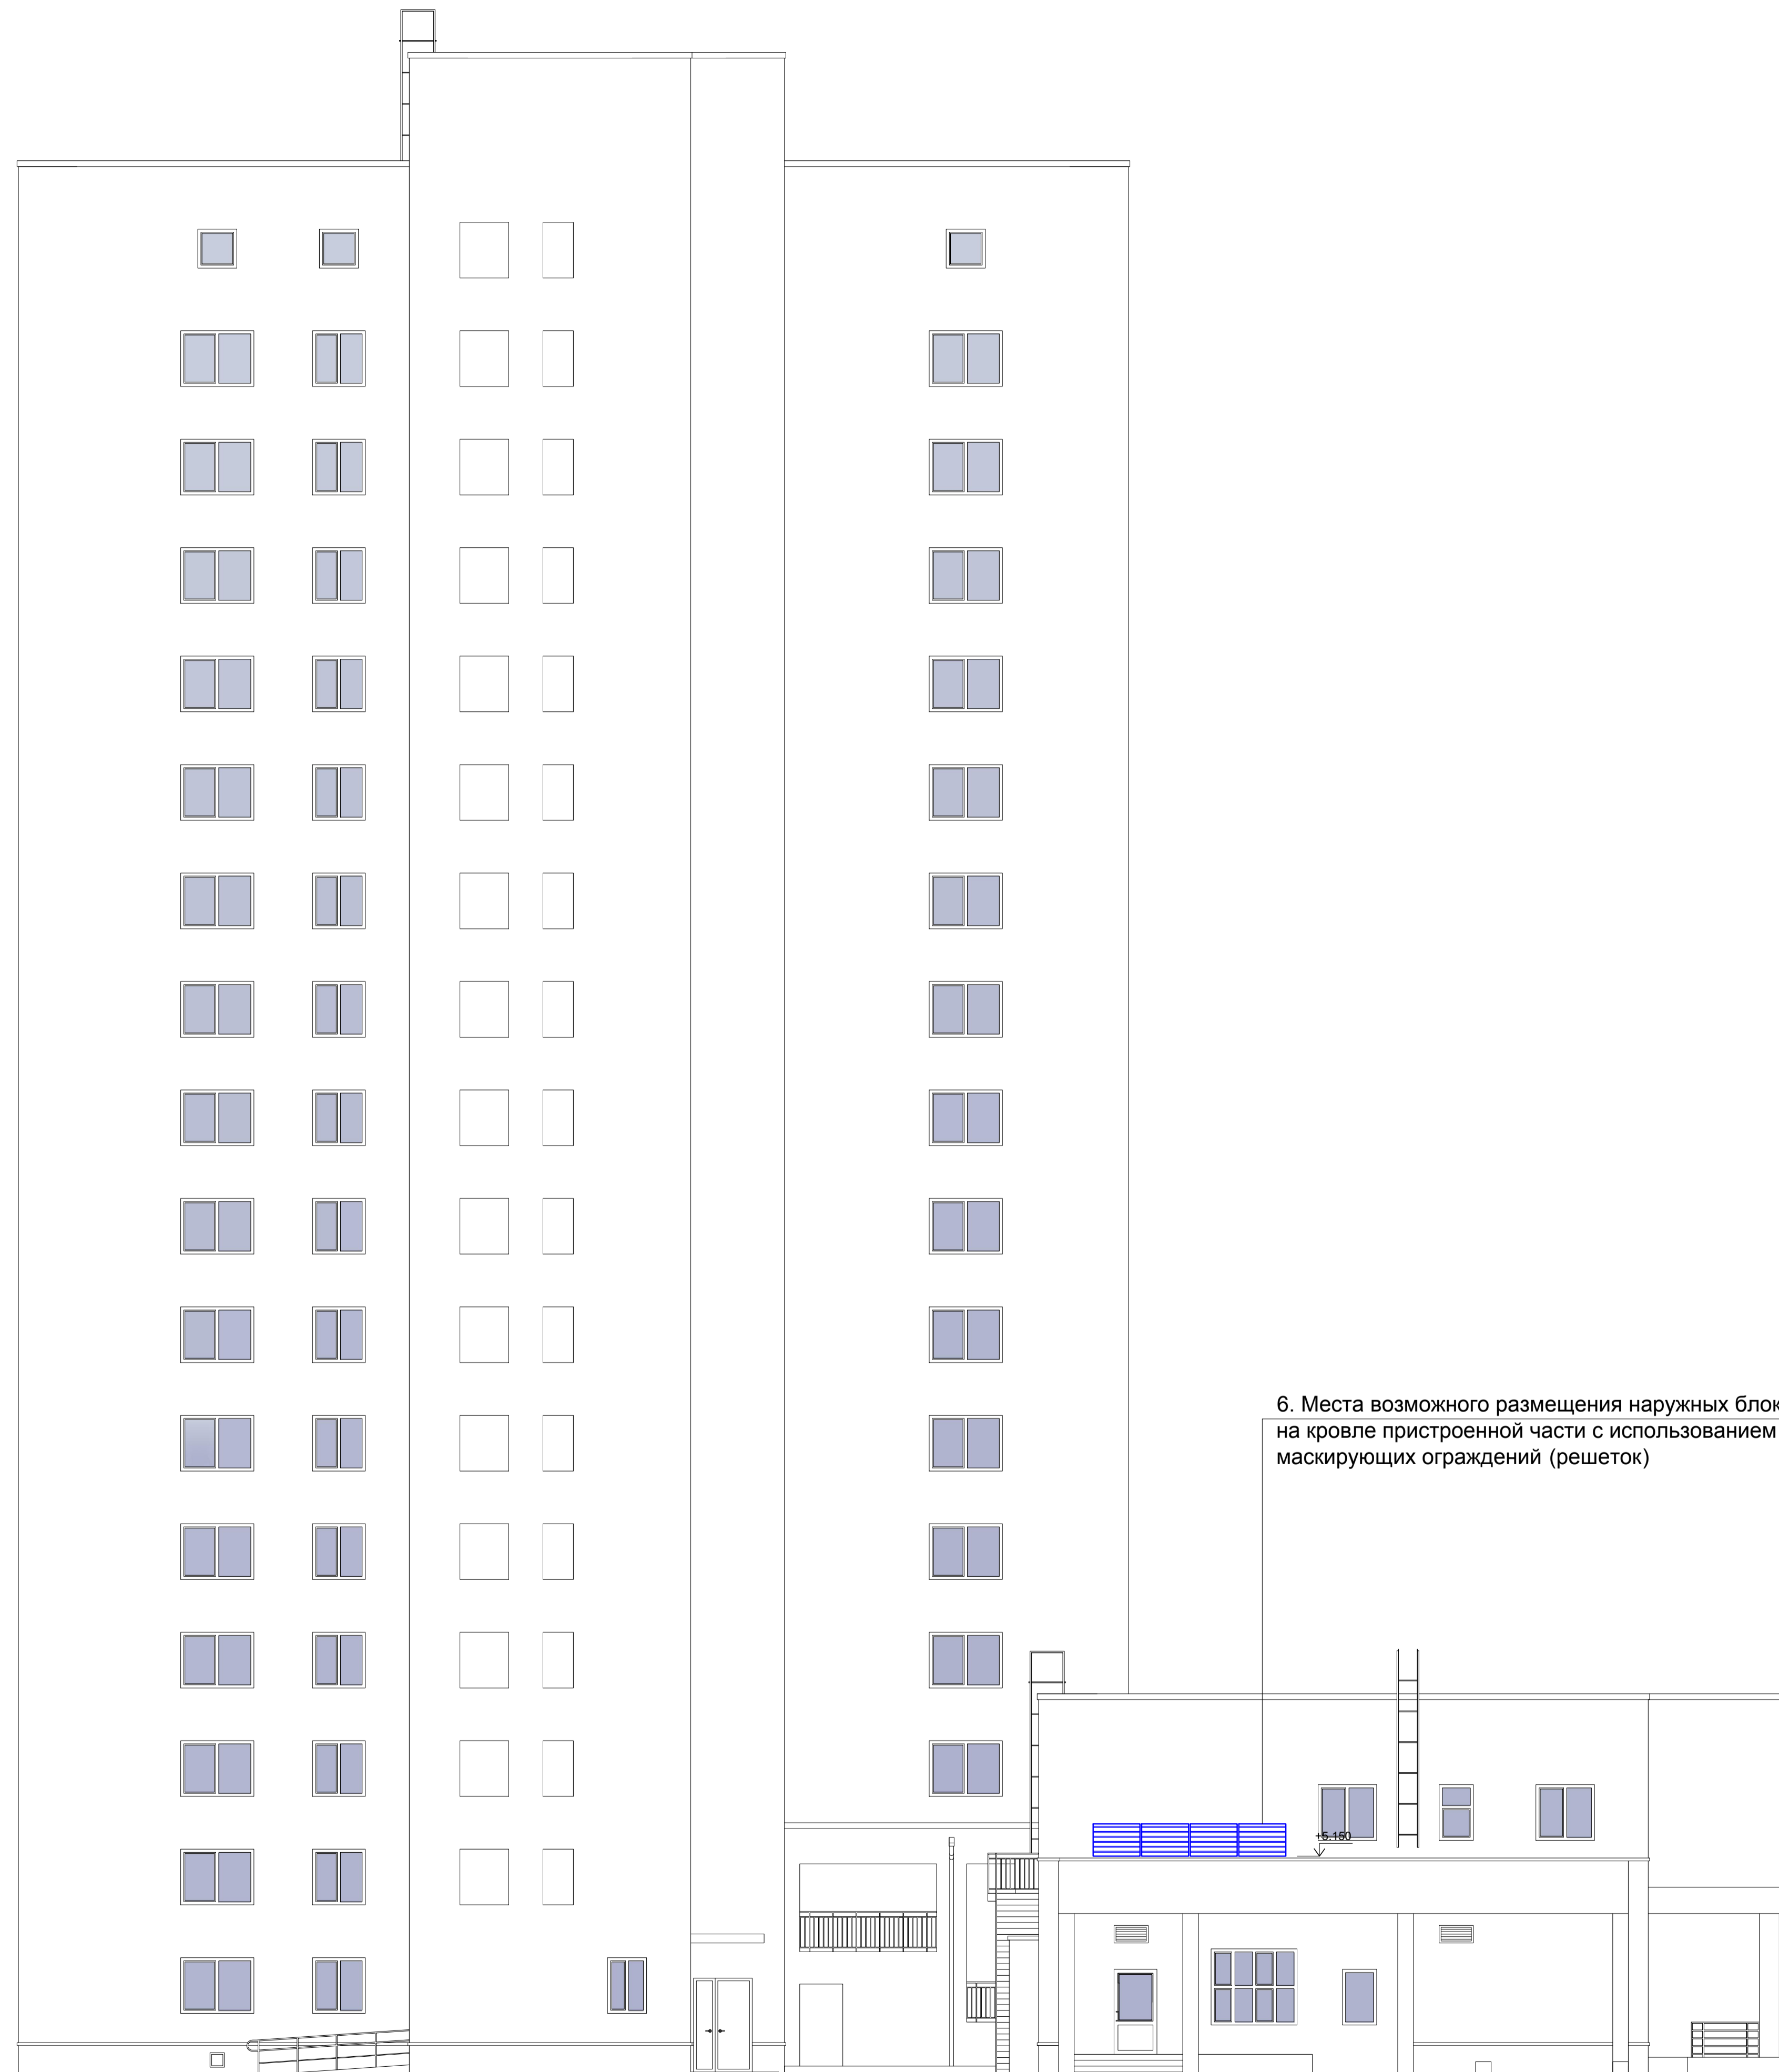 6. Места возможного размещения наружных блок
на кровле пристроенной части с использованием
маскирующих ограждений (решеток)
+5.150